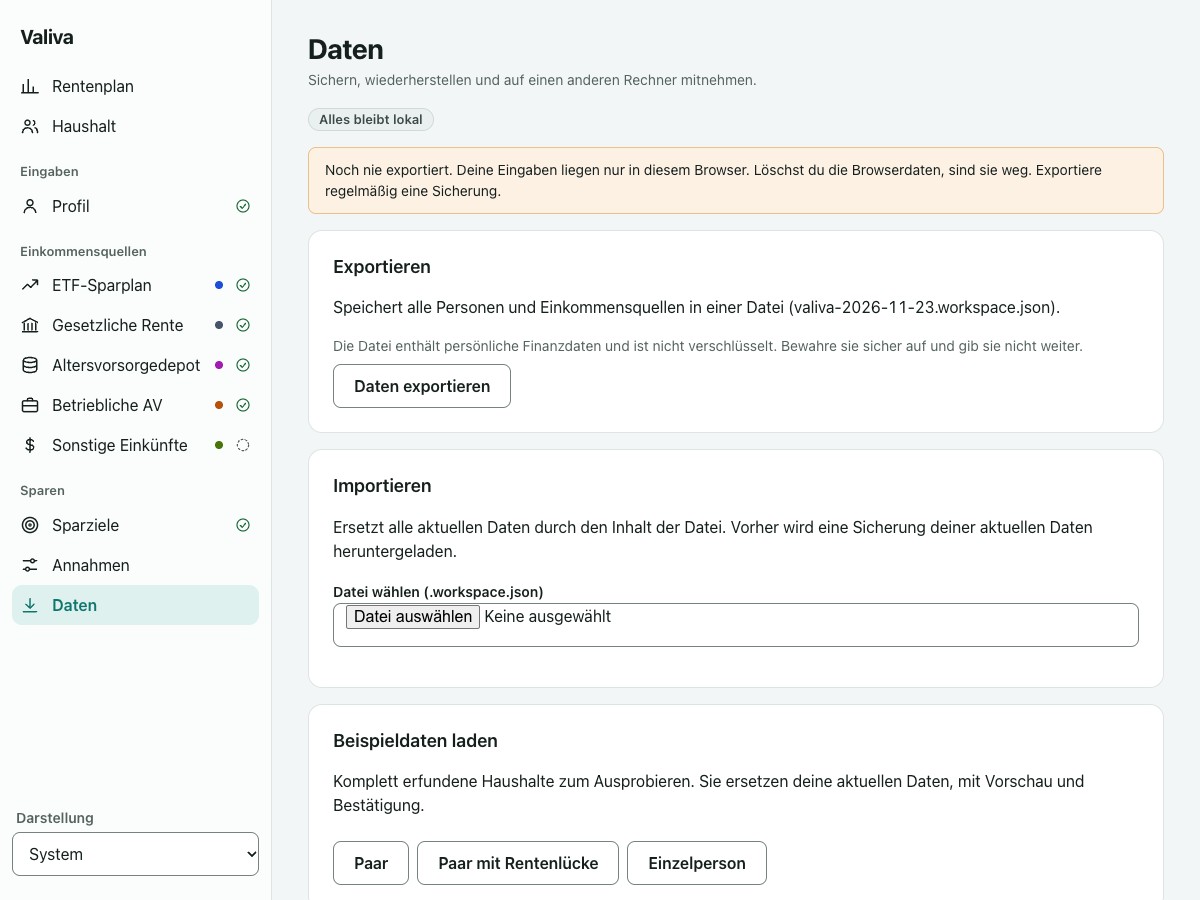 Valiva
Rentenplan
Haushalt
Eingaben
Profil
Einkommensquellen
ETF-Sparplan
Gesetzliche Rente
Altersvorsorgedepot
Betriebliche AV
Sonstige Einkünfte
Sparen
Sparziele
Annahmen
Daten
Darstellung
System
Daten
Sichern, wiederherstellen und auf einen anderen Rechner mitnehmen.
Alles bleibt lokal
Noch nie exportiert. Deine Eingaben liegen nur in diesem Browser. Löschst du die Browserdaten, sind sie weg. Exportiere
regelmäßig eine Sicherung.
Exportieren
Speichert alle Personen und Einkommensquellen in einer Datei (valiva-2026-11-23.workspace.json).
Die Datei enthält persönliche Finanzdaten und ist nicht verschlüsselt. Bewahre sie sicher auf und gib sie nicht weiter.
Daten exportieren
Importieren
Ersetzt alle aktuellen Daten durch den Inhalt der Datei. Vorher wird eine Sicherung deiner aktuellen Daten
heruntergeladen.
Datei wählen (.workspace.json)
Datei auswählen Keine ausgewählt
Beispieldaten laden
Komplett erfundene Haushalte zum Ausprobieren. Sie ersetzen deine aktuellen Daten, mit Vorschau und
Bestätigung.
Paar
Paar mit Rentenlücke
Einzelperson